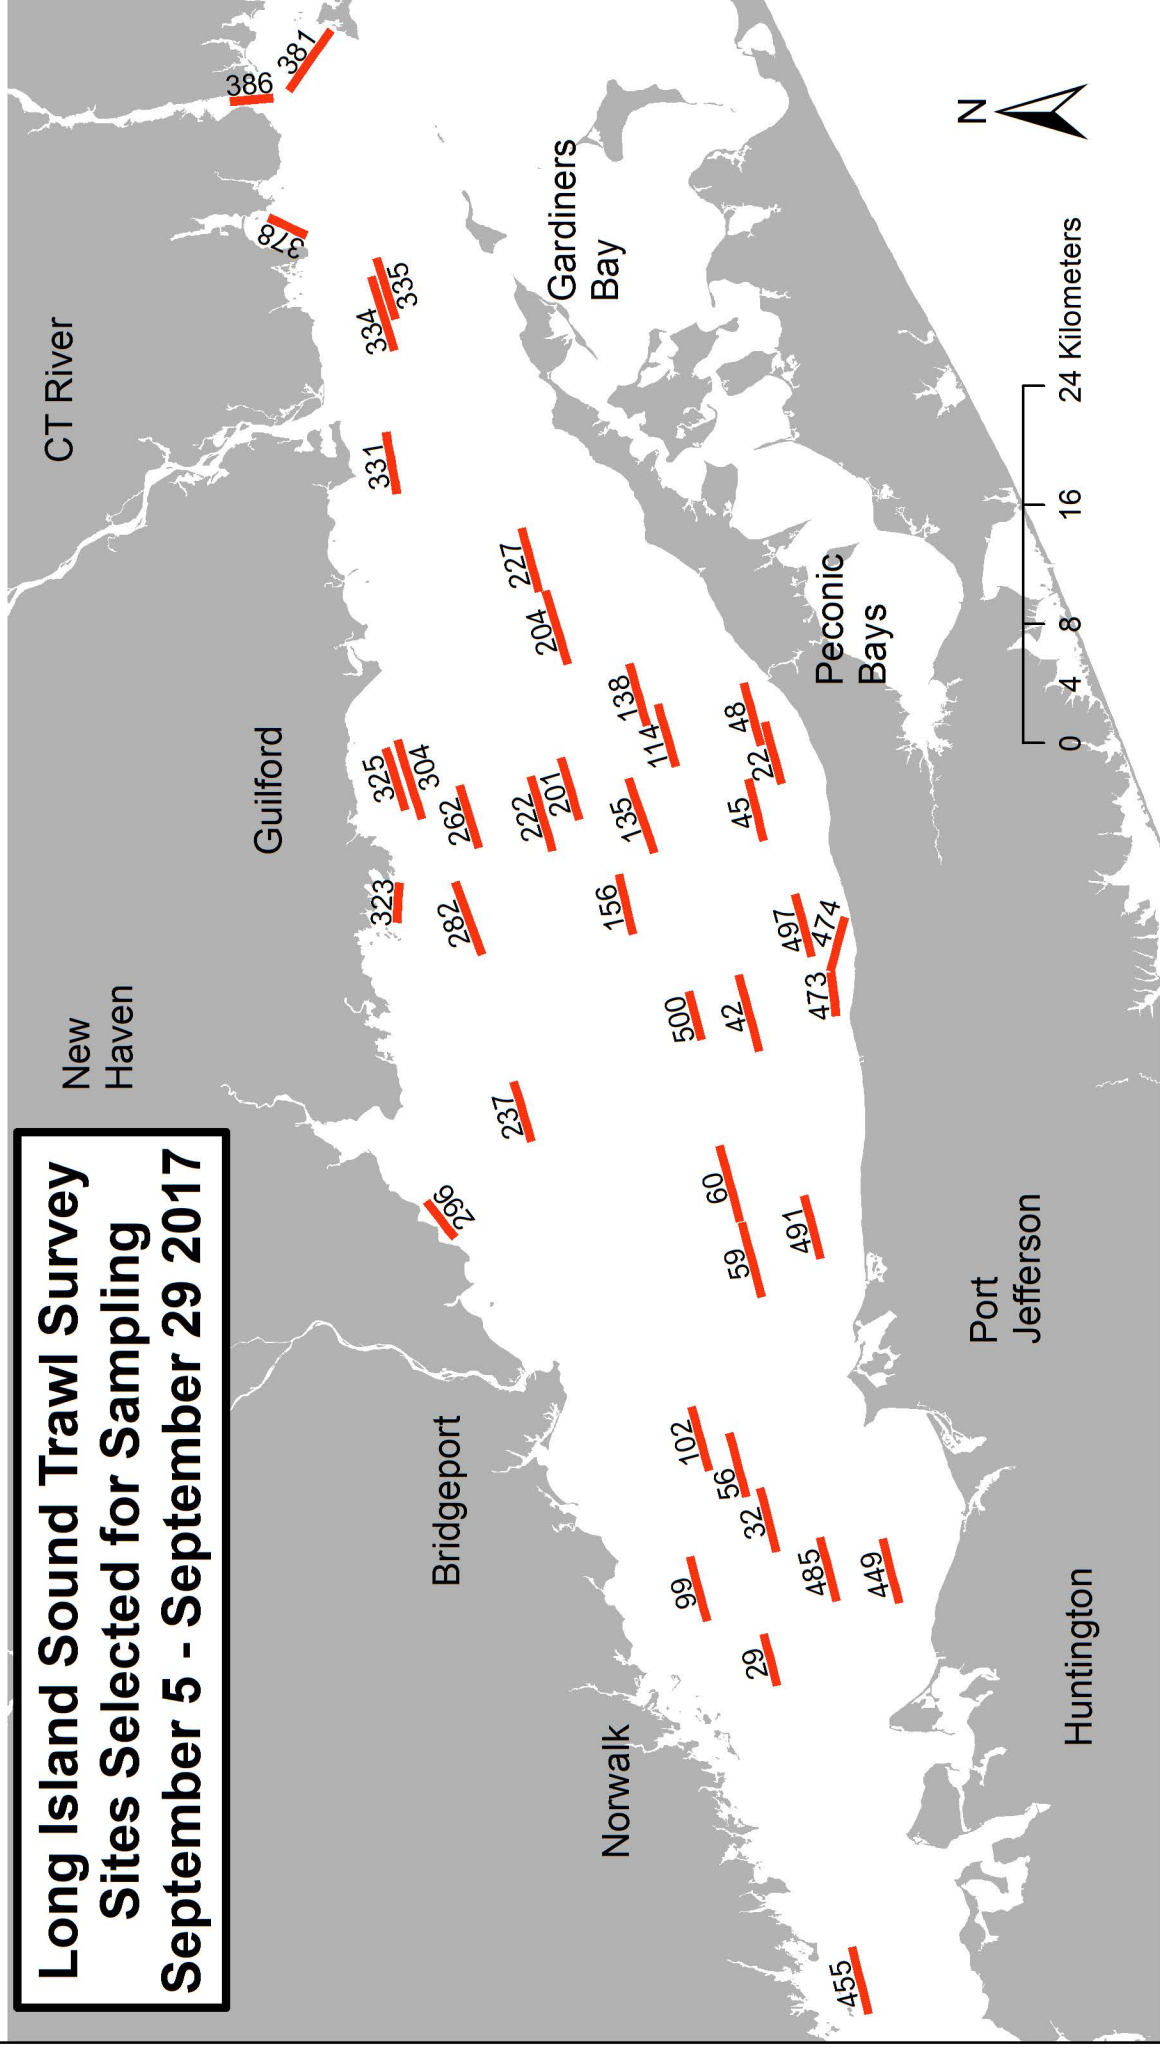 Long Island Sound Trawl Survey
Sites Selected for Sampling
September 5 - September 29 2017
New
Haven
CT River
Guilford
Bridgeport
Norwalk
Port
Jefferson
Huntington
Peconic
Bays
Gardiners
Bay
N
0 4 8 16 24 Kilometers
386
381
378
334
335
331
227
204
325
304
323
262
282
222
201
138
114
135
156
48
22
45
497
474
473
500
42
237
296
60
59
491
102
56
32
99
29
485
449
455